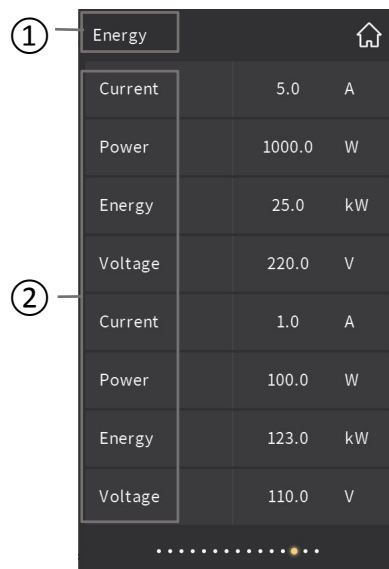 ① Energy
Current 5.0 A
Power 1000.0 W
Energy 25.0 kW
Voltage 220.0 V
②
Current 1.0 A
Power 100.0 W
Energy 123.0 kW
Voltage 110.0 V